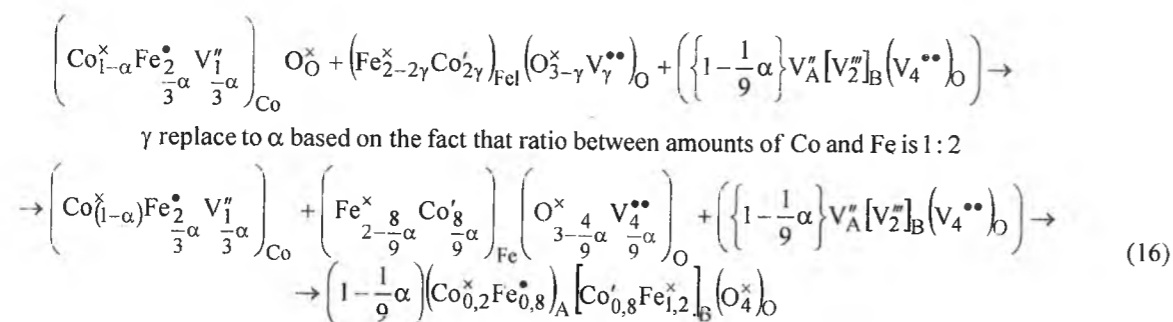 (Co^×_{1−α}Fe^•_{2/3 α} V^″_{1/3 α})_{Co} O^×_O + (Fe^×_{2−2γ}Co^′_{2γ})_{FeI} (O^×_{3−γ}V^{••}_γ)_O + ({1−1/9 α}V^″_A [V^‴_2]_B (V_4^{••})_O) →
γ replace to α based on the fact that ratio between amounts of Co and Fe is 1 : 2
→ (Co^×_{(1−α)}Fe^•_{2/3 α} V^″_{1/3 α})_{Co} + (Fe^×_{2−8/9 α} Co^′_{8/9 α})_{Fe} (O^×_{3−4/9 α} V^{••}_{4/9 α})_O + ({1−1/9 α}V^″_A [V^‴_2]_B (V_4^{••})_O) →
→ (1−1/9 α)(Co^×_{0,2}Fe^•_{0,8})_A [Co^′_{0,8}Fe^×_{1,2}]_B (O^×_4)_O (16)